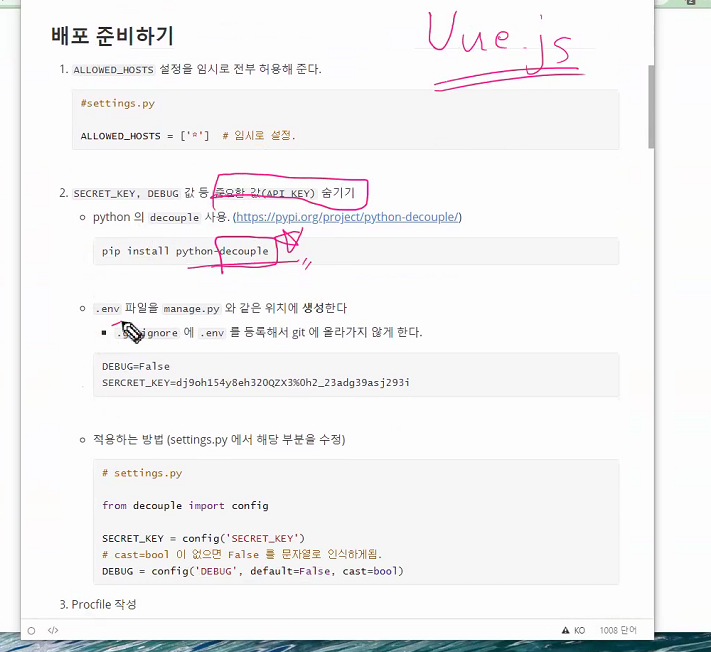 배포 준비하기
Vue.js
1. ALLOWED_HOSTS 설정을 임시로 전부 허용해 준다.
#settings.py
ALLOWED_HOSTS = ['*'] # 임시로 설정.
2. SECRET_KEY, DEBUG 값 등 중요한 값(API KEY) 숨기기
python 의 decouple 사용. (https://pypi.org/project/python-decouple/)
pip install python-decouple
.env 파일을 manage.py 와 같은 위치에 생성한다
.gitignore 에 .env 를 등록해서 git 에 올라가지 않게 한다.
DEBUG=False
SERCRET_KEY=dj9oh154y8eh320QZX3%0h2_23adg39asj293i
적용하는 방법 (settings.py 에서 해당 부분을 수정)
# settings.py
from decouple import config
SECRET_KEY = config('SECRET_KEY')
# cast=bool 이 없으면 False 를 문자열로 인식하게됨.
DEBUG = config('DEBUG', default=False, cast=bool)
3. Procfile 작성
</> KO 1008 단어